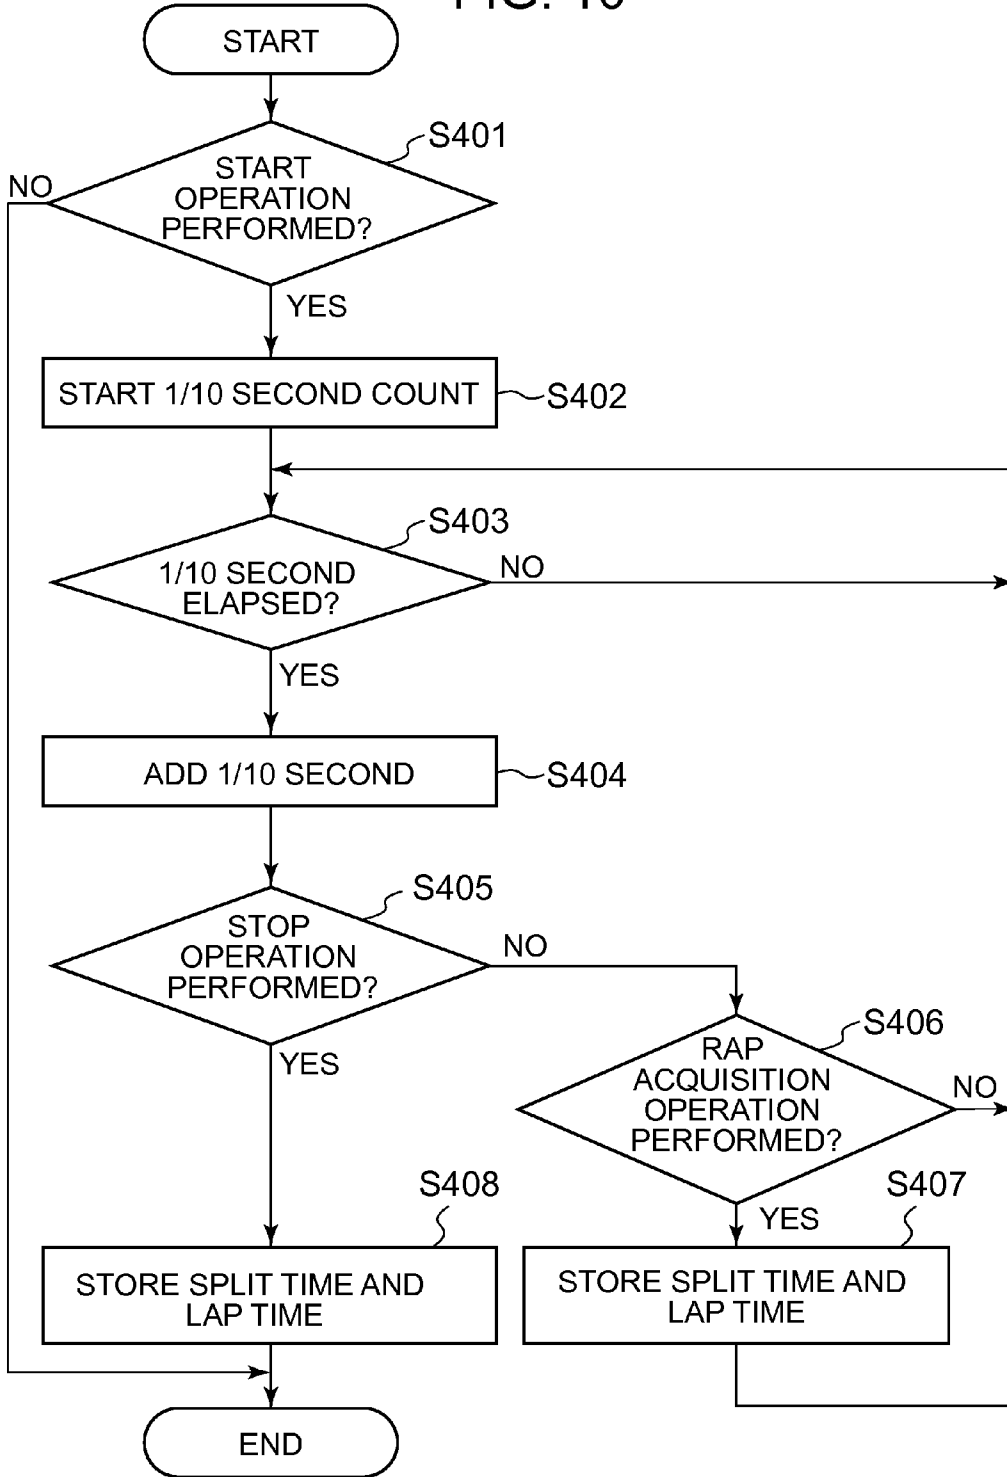 START
S401
START
OPERATION
PERFORMED?
NO
YES
START 1/10 SECOND COUNT
S402
S403
1/10 SECOND
ELAPSED?
NO
YES
ADD 1/10 SECOND
S404
S405
STOP
OPERATION
PERFORMED?
NO
YES
S406
RAP
ACQUISITION
OPERATION
PERFORMED?
NO
YES
S408
STORE SPLIT TIME AND
LAP TIME
S407
STORE SPLIT TIME AND
LAP TIME
END